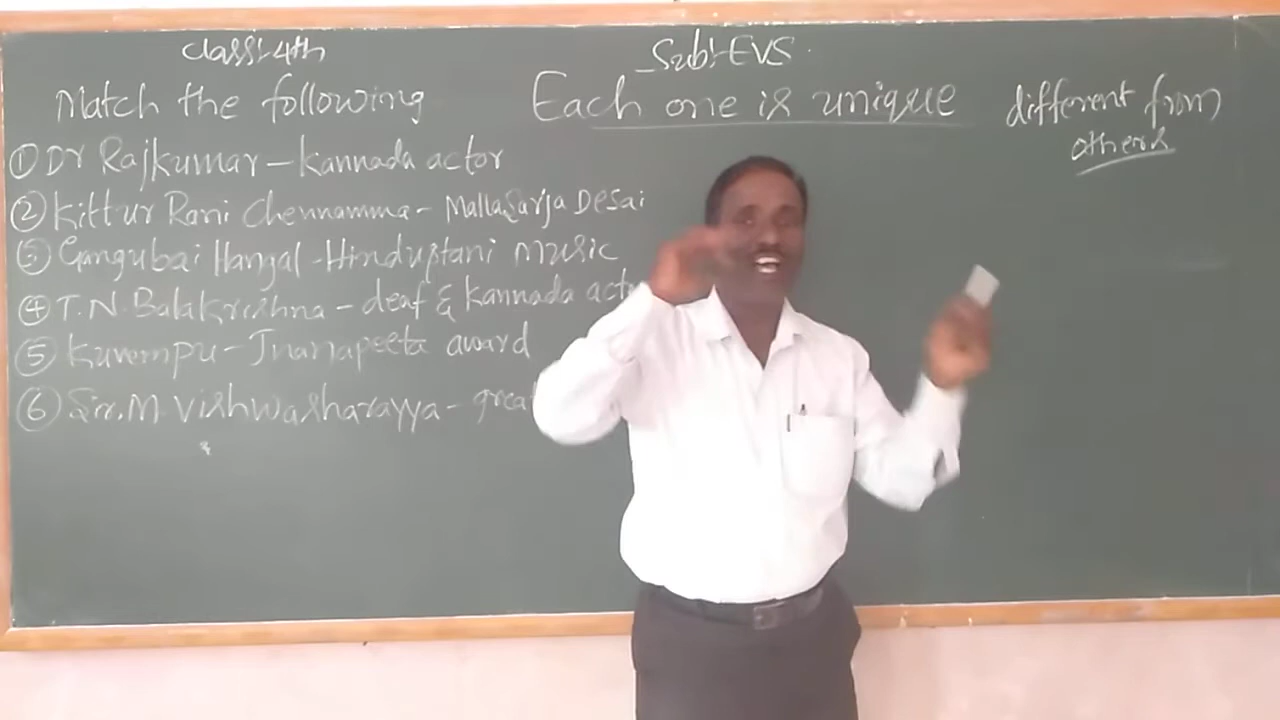 Class:-4th
Sub:-EVS
Match the following
Each one is unique
different from
others
① Dr Rajkumar - kannada actor
② Kittur Rani Chennamma - Mallasarja Desai
③ Gangubai Hangal - Hindustani music
④ T.N. Balakrishna - deaf & kannada acto
⑤ Kuvempu - Jnanapeeta award
⑥ Sir. M. Vishwasharayya - great